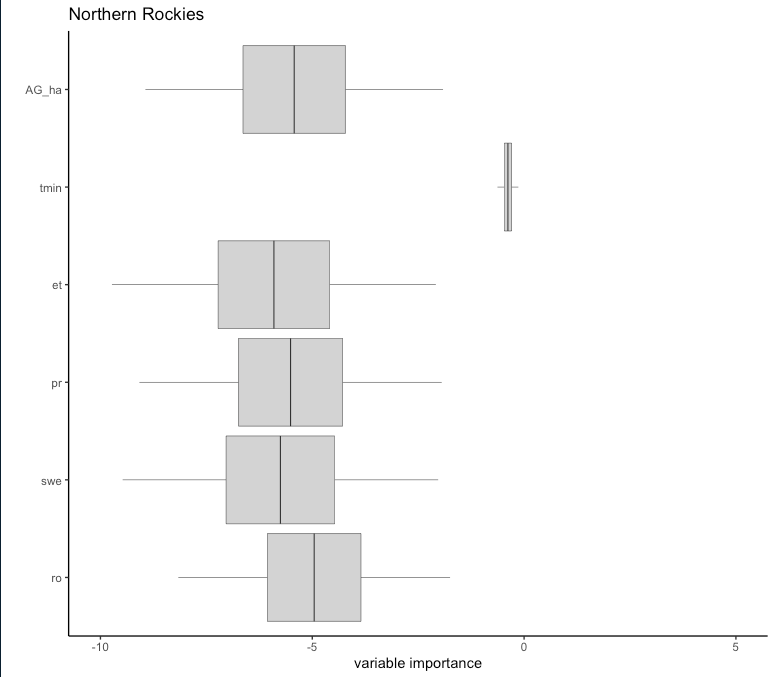 Northern Rockies
AG_ha
tmin
et
pr
swe
ro
-10 -5 0 5
variable importance